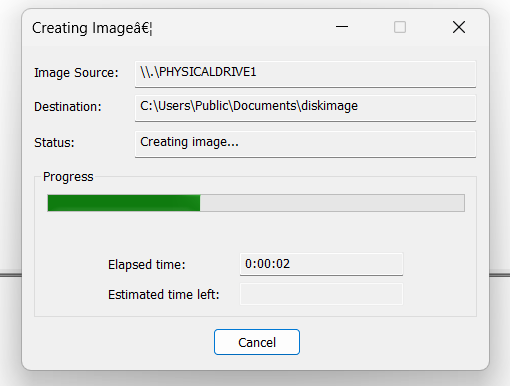 Creating Imageâ€¦
Image Source: \\.\PHYSICALDRIVE1
Destination: C:\Users\Public\Documents\diskimage
Status: Creating image...
Progress
Elapsed time: 0:00:02
Estimated time left:
Cancel